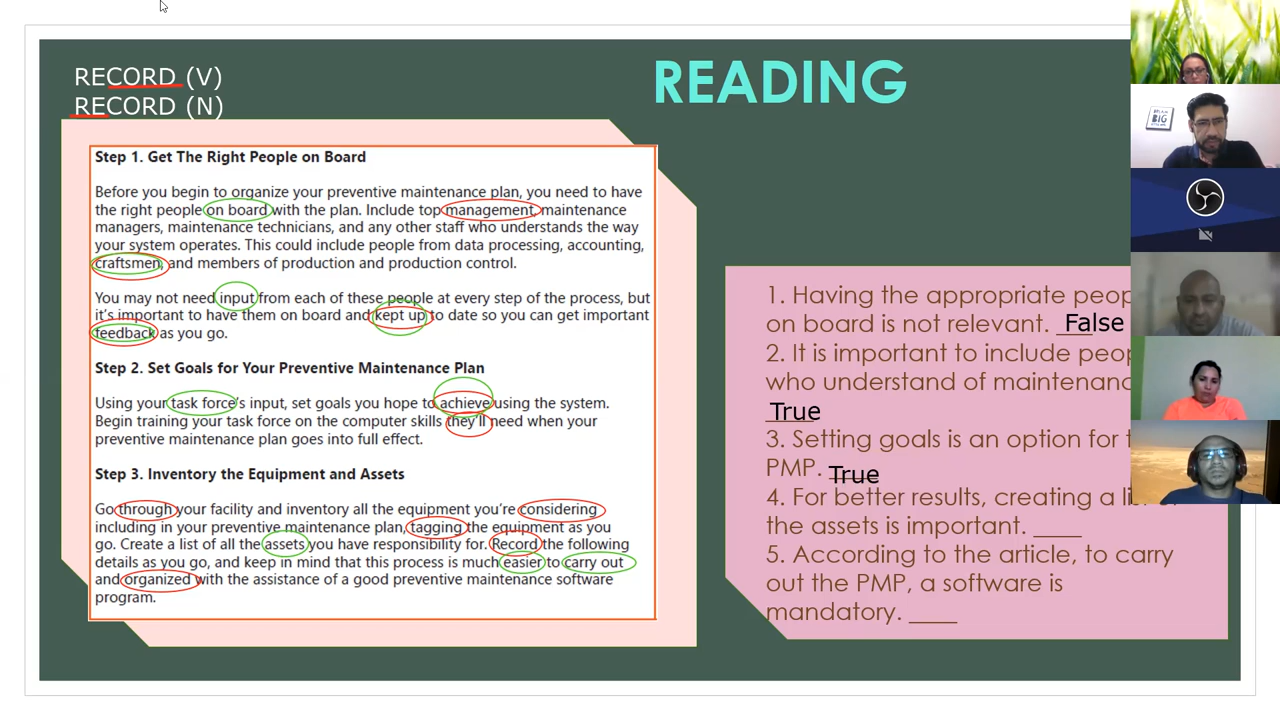 RECORD (V)
RECORD (N)
READING
Step 1. Get The Right People on Board
Before you begin to organize your preventive maintenance plan, you need to have
the right people on board with the plan. Include top management, maintenance
managers, maintenance technicians, and any other staff who understands the way
your system operates. This could include people from data processing, accounting,
craftsmen, and members of production and production control.
You may not need input from each of these people at every step of the process, but
it's important to have them on board and kept up to date so you can get important
feedback as you go.
Step 2. Set Goals for Your Preventive Maintenance Plan
Using your task force's input, set goals you hope to achieve using the system.
Begin training your task force on the computer skills they'll need when your
preventive maintenance plan goes into full effect.
Step 3. Inventory the Equipment and Assets
Go through your facility and inventory all the equipment you're considering
including in your preventive maintenance plan, tagging the equipment as you
go. Create a list of all the assets you have responsibility for. Record the following
details as you go, and keep in mind that this process is much easier to carry out
and organized with the assistance of a good preventive maintenance software
program.
1. Having the appropriate
on board is not relevant. ___ False
2. It is important to include
who understand of
True
3. Setting goals is an option for
PMP. True
4. For better results, creating a
the assets is important. ____
5. According to the article, to carry
out the PMP, a software is
mandatory. ____
BIG